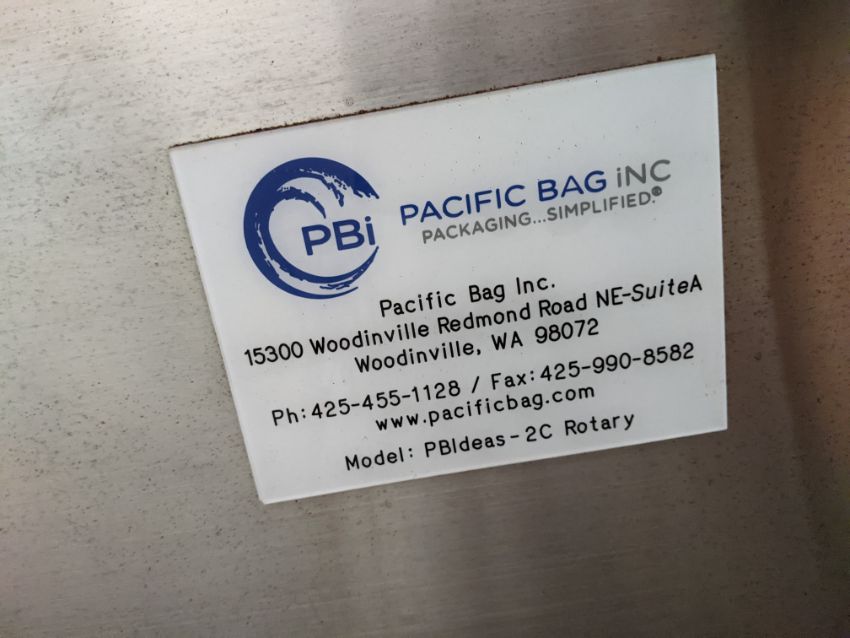 PBi
PACIFIC BAG iNC
PACKAGING...SIMPLIFIED.®
Pacific Bag Inc.
15300 Woodinville Redmond Road NE-SuiteA
Woodinville, WA 98072
Ph: 425-455-1128 / Fax: 425-990-8582
www.pacificbag.com
Model: PBIdeas-2C Rotary